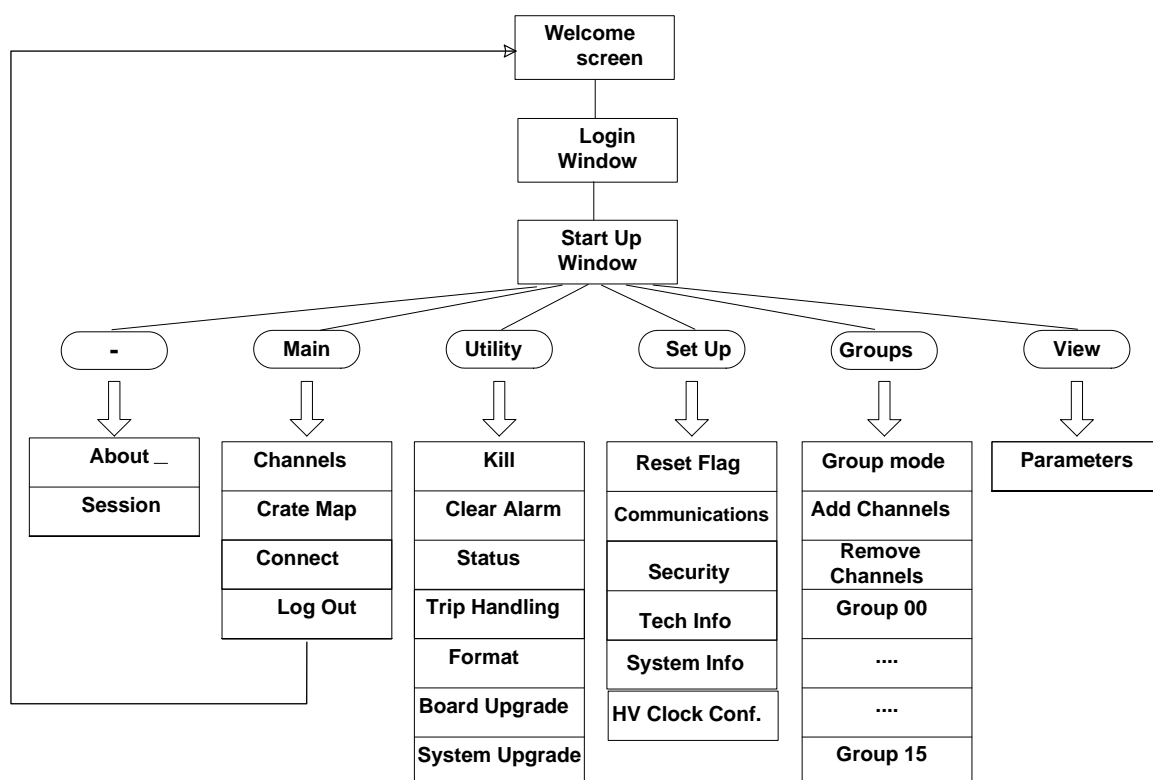 Welcome
screen
Login
Window
Start Up
Window
-
Main
Utility
Set Up
Groups
View
About _
Session
Channels
Crate Map
Connect
Log Out
Kill
Clear Alarm
Status
Trip Handling
Format
Board Upgrade
System Upgrade
Reset Flag
Communications
Security
Tech Info
System Info
HV Clock Conf.
Group mode
Add Channels
Remove
Channels
Group 00
....
....
Group 15
Parameters